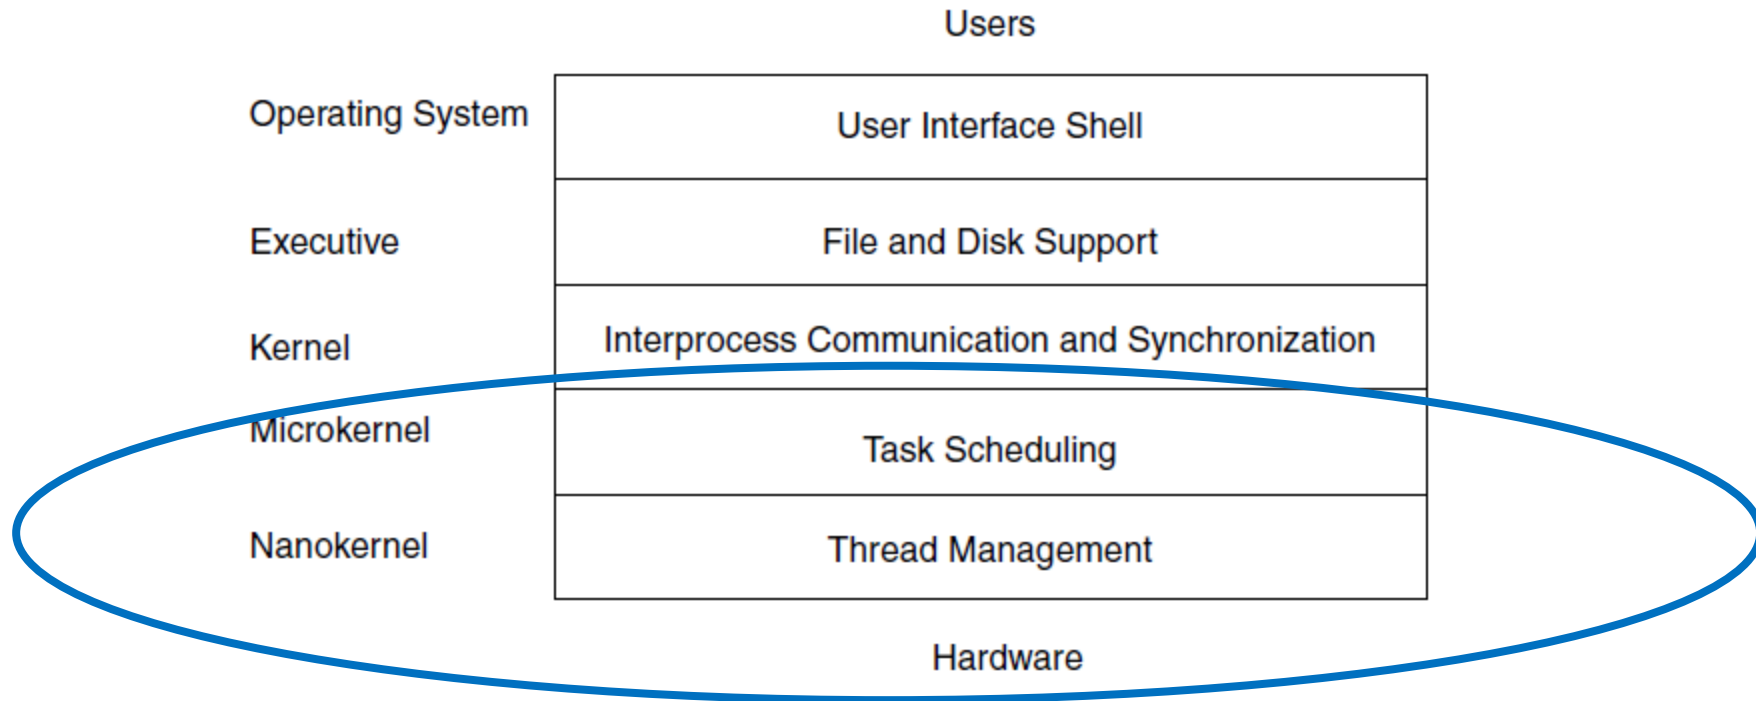 Users
Operating System
User Interface Shell
Executive
File and Disk Support
Kernel
Interprocess Communication and Synchronization
Microkernel
Task Scheduling
Nanokernel
Thread Management
Hardware